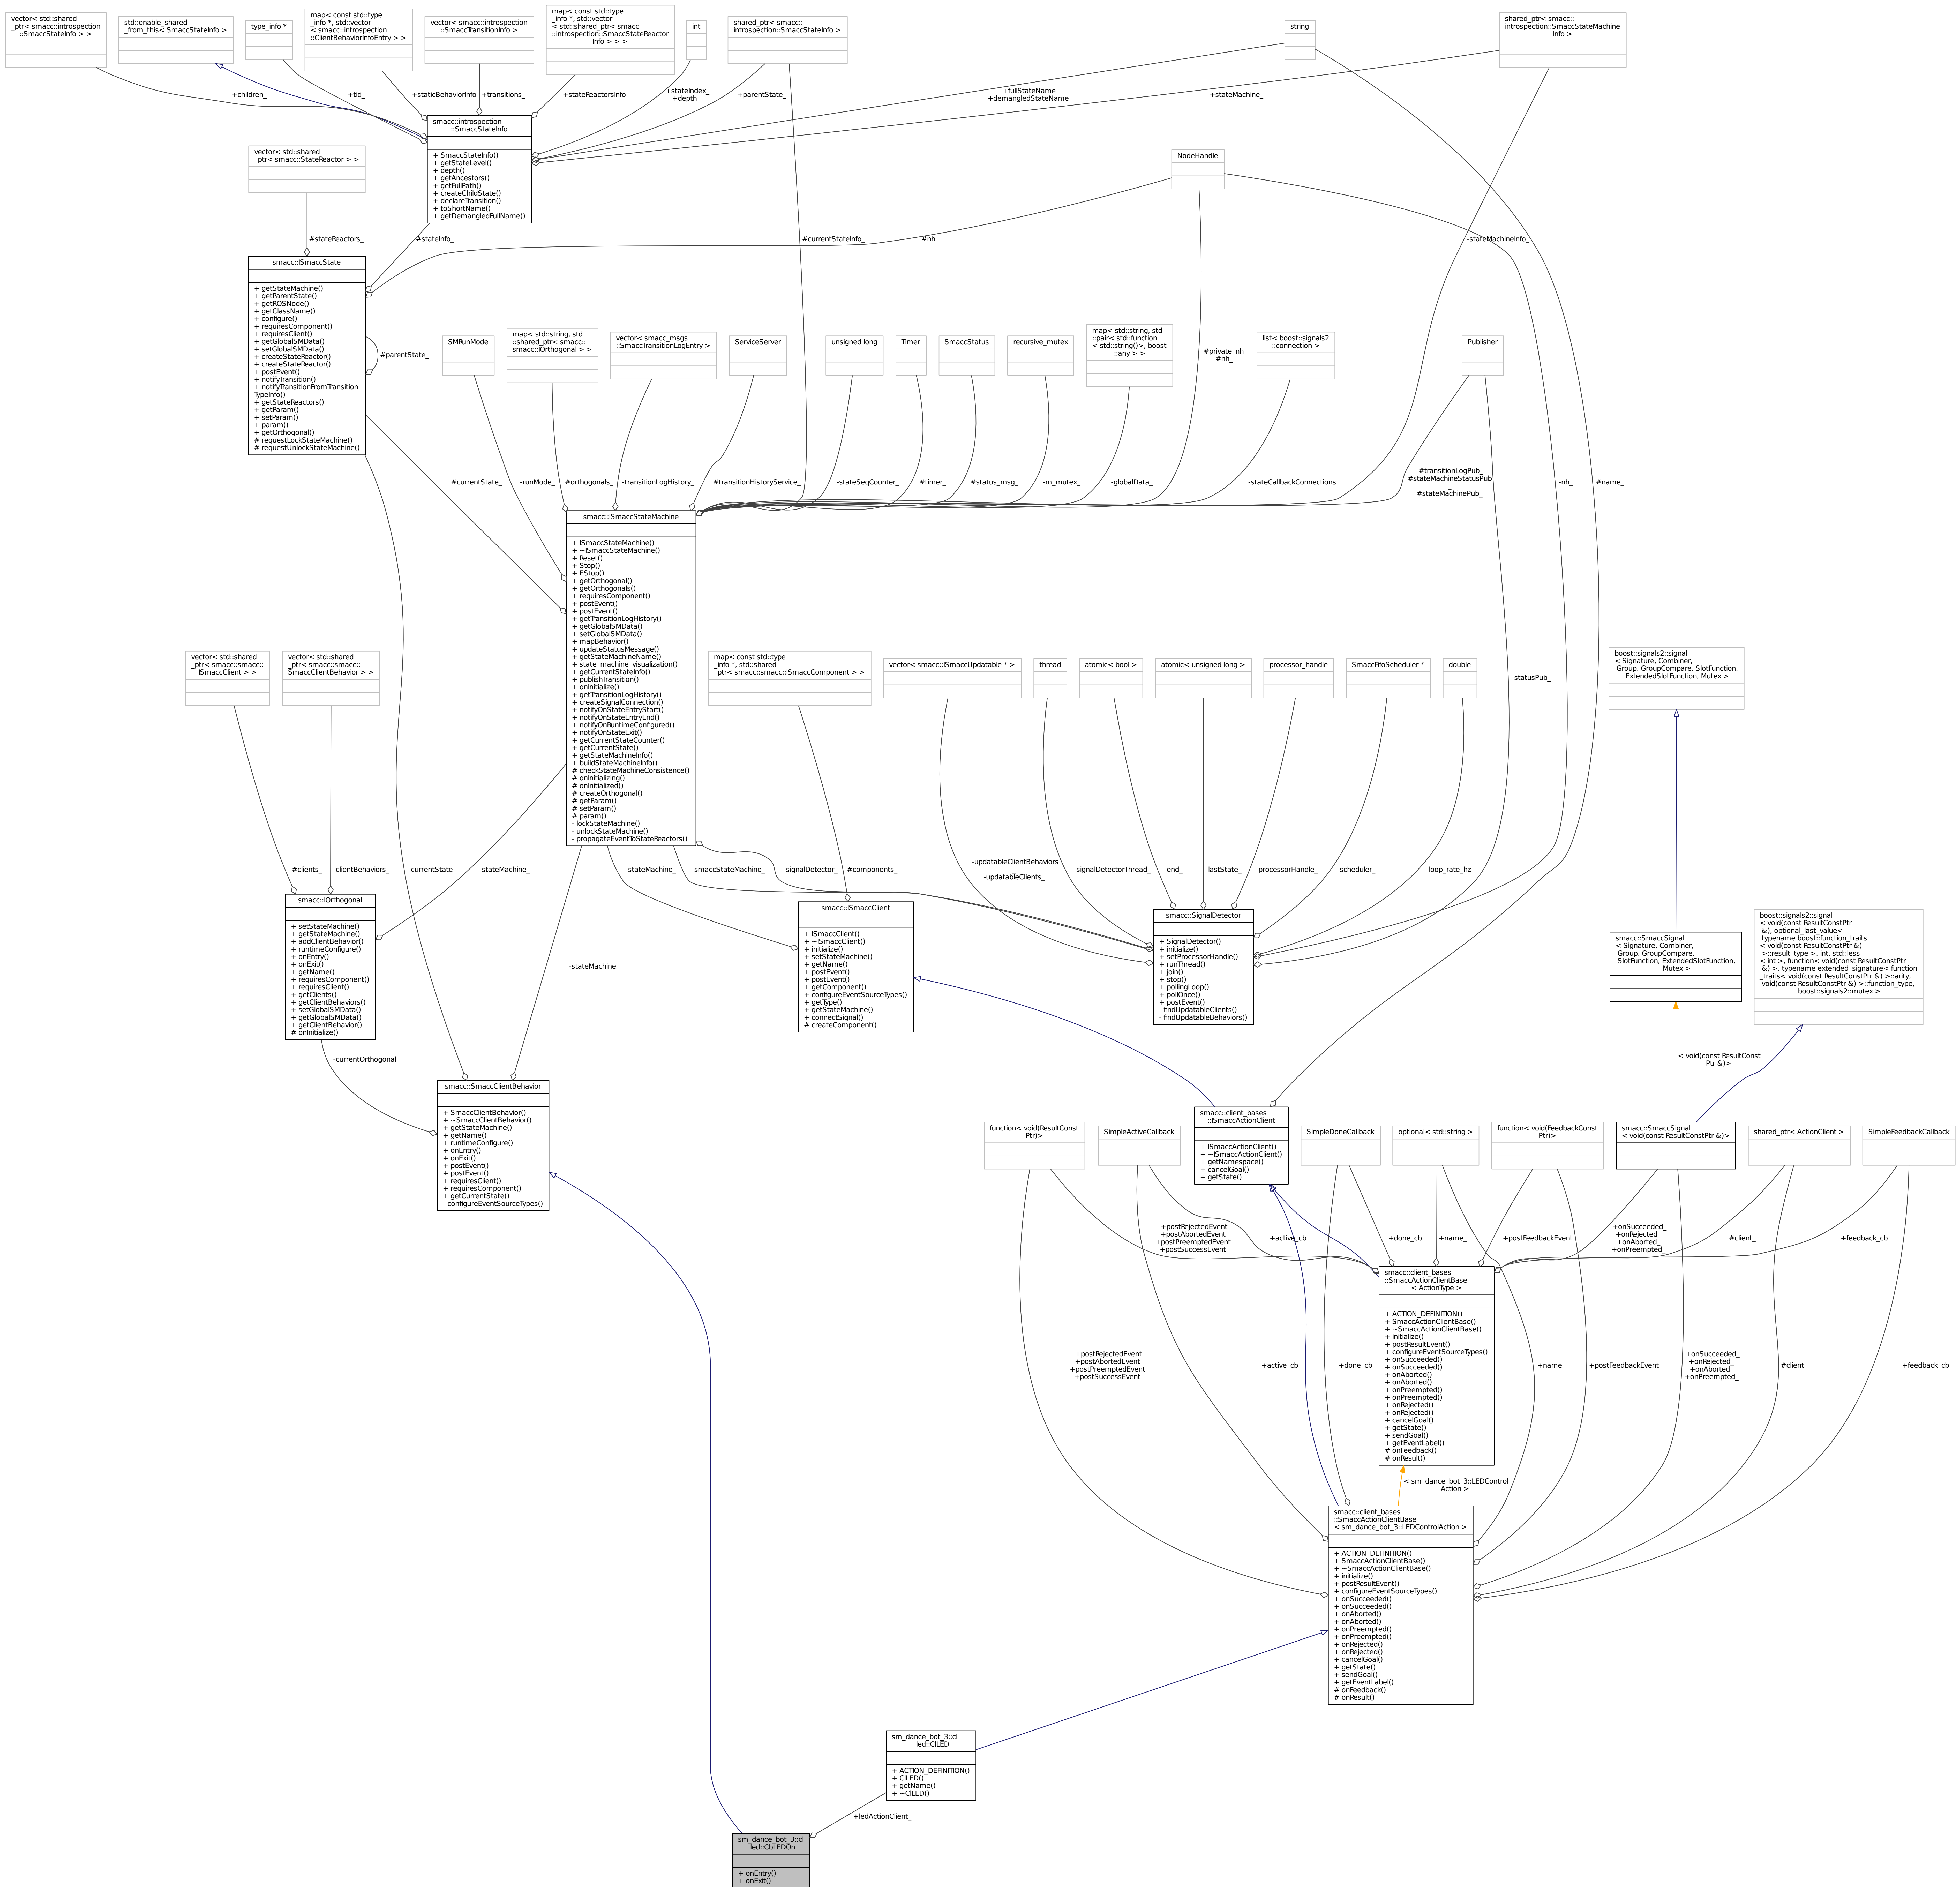 vector< std::shared
_ptr< smacc::introspection
::SmaccStateInfo > >
std::enable_shared
_from_this< SmaccStateInfo >
type_info *
map< const std::type
_info *, std::vector
< smacc::introspection
::ClientBehaviorInfoEntry > >
vector< smacc::introspection
::SmaccTransitionInfo >
map< const std::type
_info *, std::vector
< std::shared_ptr< smacc
::introspection::SmaccStateReactor
Info > > >
int
shared_ptr< smacc::
introspection::SmaccStateInfo >
string
shared_ptr< smacc::
introspection::SmaccStateMachine
Info >
+children_
+tid_
+staticBehaviorInfo
+transitions_
+stateReactorsInfo
+stateIndex_
+depth_
+parentState_
+fullStateName
+demangledStateName
+stateMachine_
smacc::introspection
::SmaccStateInfo
+ SmaccStateInfo()
+ getStateLevel()
+ depth()
+ getAncestors()
+ getFullPath()
+ createChildState()
+ declareTransition()
+ toShortName()
+ getDemangledFullName()
vector< std::shared
_ptr< smacc::StateReactor > >
NodeHandle
#stateReactors_
#stateInfo_
#currentStateInfo_
#nh
-stateMachineInfo_
smacc::ISmaccState
+ getStateMachine()
+ getParentState()
+ getROSNode()
+ getClassName()
+ configure()
+ requiresComponent()
+ requiresClient()
+ getGlobalSMData()
+ setGlobalSMData()
+ createStateReactor()
+ createStateReactor()
+ postEvent()
+ notifyTransition()
+ notifyTransitionFromTransition
TypeInfo()
+ getStateReactors()
+ getParam()
+ setParam()
+ param()
+ getOrthogonal()
# requestLockStateMachine()
# requestUnlockStateMachine()
#parentState_
SMRunMode
map< std::string, std
::shared_ptr< smacc::
smacc::IOrthogonal > >
vector< smacc_msgs
::SmaccTransitionLogEntry >
ServiceServer
unsigned long
Timer
SmaccStatus
recursive_mutex
map< std::string, std
::pair< std::function
< std::string()>, boost
::any > >
#private_nh_
#nh_
list< boost::signals2
::connection >
Publisher
#currentState_
-runMode_
#orthogonals_
-transitionLogHistory_
#transitionHistoryService_
-stateSeqCounter_
#timer_
#status_msg_
-m_mutex_
-globalData_
-stateCallbackConnections
#transitionLogPub_
#stateMachineStatusPub
_
#stateMachinePub_
-nh_
#name_
smacc::ISmaccStateMachine
+ ISmaccStateMachine()
+ ~ISmaccStateMachine()
+ Reset()
+ Stop()
+ EStop()
+ getOrthogonal()
+ getOrthogonals()
+ requiresComponent()
+ postEvent()
+ postEvent()
+ getTransitionLogHistory()
+ getGlobalSMData()
+ setGlobalSMData()
+ mapBehavior()
+ updateStatusMessage()
+ getStateMachineName()
+ state_machine_visualization()
+ getCurrentStateInfo()
+ publishTransition()
+ onInitialize()
+ getTransitionLogHistory()
+ createSignalConnection()
+ notifyOnStateEntryStart()
+ notifyOnStateEntryEnd()
+ notifyOnRuntimeConfigured()
+ notifyOnStateExit()
+ getCurrentStateCounter()
+ getCurrentState()
+ getStateMachineInfo()
+ buildStateMachineInfo()
# checkStateMachineConsistence()
# onInitializing()
# onInitialized()
# createOrthogonal()
# getParam()
# setParam()
# param()
- lockStateMachine()
- unlockStateMachine()
- propagateEventToStateReactors()
vector< std::shared
_ptr< smacc::smacc::
ISmaccClient > >
vector< std::shared
_ptr< smacc::smacc::
SmaccClientBehavior > >
map< const std::type
_info *, std::shared
_ptr< smacc::smacc::ISmaccComponent > >
vector< smacc::ISmaccUpdatable * >
thread
atomic< bool >
atomic< unsigned long >
processor_handle
SmaccFifoScheduler *
double
-statusPub_
boost::signals2::signal
< Signature, Combiner,
Group, GroupCompare, SlotFunction,
ExtendedSlotFunction, Mutex >
#clients_
-clientBehaviors_
-currentState
-stateMachine_
-stateMachine_
-smaccStateMachine_
-signalDetector_
#components_
-updatableClientBehaviors
_
-updatableClients_
-signalDetectorThread_
-end_
-lastState_
-processorHandle_
-scheduler_
-loop_rate_hz
smacc::IOrthogonal
+ setStateMachine()
+ getStateMachine()
+ addClientBehavior()
+ runtimeConfigure()
+ onEntry()
+ onExit()
+ getName()
+ requiresComponent()
+ requiresClient()
+ getClients()
+ getClientBehaviors()
+ setGlobalSMData()
+ getGlobalSMData()
+ getClientBehavior()
# onInitialize()
-stateMachine_
smacc::ISmaccClient
+ ISmaccClient()
+ ~ISmaccClient()
+ initialize()
+ setStateMachine()
+ getName()
+ postEvent()
+ postEvent()
+ getComponent()
+ configureEventSourceTypes()
+ getType()
+ getStateMachine()
+ connectSignal()
# createComponent()
smacc::SignalDetector
+ SignalDetector()
+ initialize()
+ setProcessorHandle()
+ runThread()
+ join()
+ stop()
+ pollingLoop()
+ pollOnce()
+ postEvent()
- findUpdatableClients()
- findUpdatableBehaviors()
smacc::SmaccSignal
< Signature, Combiner,
Group, GroupCompare,
SlotFunction, ExtendedSlotFunction,
Mutex >
boost::signals2::signal
< void(const ResultConstPtr
&), optional_last_value<
typename boost::function_traits
< void(const ResultConstPtr &)
>::result_type >, int, std::less
< int >, function< void(const ResultConstPtr
&) >, typename extended_signature< function
_traits< void(const ResultConstPtr &) >::arity,
void(const ResultConstPtr &) >::function_type,
boost::signals2::mutex >
-currentOrthogonal
< void(const ResultConst
Ptr &)>
smacc::SmaccClientBehavior
+ SmaccClientBehavior()
+ ~SmaccClientBehavior()
+ getStateMachine()
+ getName()
+ runtimeConfigure()
+ onEntry()
+ onExit()
+ postEvent()
+ postEvent()
+ requiresClient()
+ requiresComponent()
+ getCurrentState()
- configureEventSourceTypes()
function< void(ResultConst
Ptr)>
SimpleActiveCallback
smacc::client_bases
::ISmaccActionClient
+ ISmaccActionClient()
+ ~ISmaccActionClient()
+ getNamespace()
+ cancelGoal()
+ getState()
SimpleDoneCallback
optional< std::string >
function< void(FeedbackConst
Ptr)>
smacc::SmaccSignal
< void(const ResultConstPtr &)>
shared_ptr< ActionClient >
SimpleFeedbackCallback
+postRejectedEvent
+postAbortedEvent
+postPreemptedEvent
+postSuccessEvent
+active_cb
+done_cb
+name_
+postFeedbackEvent
+onSucceeded_
+onRejected_
+onAborted_
+onPreempted_
#client_
+feedback_cb
smacc::client_bases
::SmaccActionClientBase
< ActionType >
+ ACTION_DEFINITION()
+ SmaccActionClientBase()
+ ~SmaccActionClientBase()
+ initialize()
+ postResultEvent()
+ configureEventSourceTypes()
+ onSucceeded()
+ onSucceeded()
+ onAborted()
+ onAborted()
+ onPreempted()
+ onPreempted()
+ onRejected()
+ onRejected()
+ cancelGoal()
+ getState()
+ sendGoal()
+ getEventLabel()
# onFeedback()
# onResult()
+postRejectedEvent
+postAbortedEvent
+postPreemptedEvent
+postSuccessEvent
+active_cb
+done_cb
+name_
+postFeedbackEvent
+onSucceeded_
+onRejected_
+onAborted_
+onPreempted_
#client_
+feedback_cb
< sm_dance_bot_3::LEDControl
Action >
smacc::client_bases
::SmaccActionClientBase
< sm_dance_bot_3::LEDControlAction >
+ ACTION_DEFINITION()
+ SmaccActionClientBase()
+ ~SmaccActionClientBase()
+ initialize()
+ postResultEvent()
+ configureEventSourceTypes()
+ onSucceeded()
+ onSucceeded()
+ onAborted()
+ onAborted()
+ onPreempted()
+ onPreempted()
+ onRejected()
+ onRejected()
+ cancelGoal()
+ getState()
+ sendGoal()
+ getEventLabel()
# onFeedback()
# onResult()
sm_dance_bot_3::cl
_led::ClLED
+ ACTION_DEFINITION()
+ ClLED()
+ getName()
+ ~ClLED()
+ledActionClient_
sm_dance_bot_3::cl
_led::CbLEDOn
+ onEntry()
+ onExit()